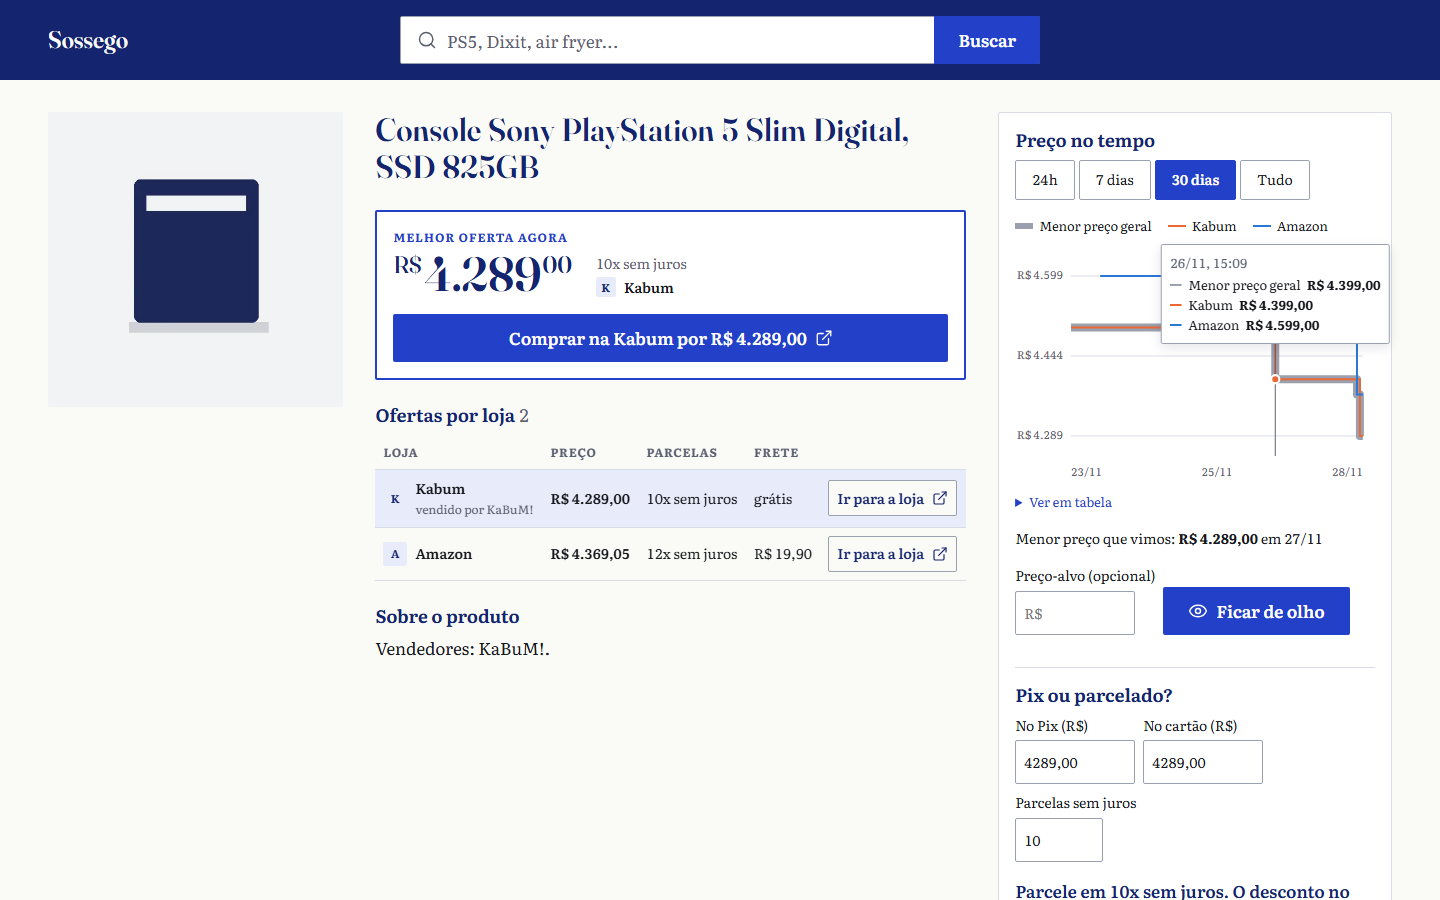 Sossego
PS5, Dixit, air fryer...
Buscar
Console Sony PlayStation 5 Slim Digital,
SSD 825GB
MELHOR OFERTA AGORA
R$ 4.28900
10x sem juros
K Kabum
Comprar na Kabum por R$ 4.289,00
Ofertas por loja 2
LOJA PREÇO PARCELAS FRETE
K Kabum R$ 4.289,00 10x sem juros grátis Ir para a loja
vendido por KaBuM!
A Amazon R$ 4.369,05 12x sem juros R$ 19,90 Ir para a loja
Sobre o produto
Vendedores: KaBuM!.
Preço no tempo
24h 7 dias 30 dias Tudo
Menor preço geral Kabum Amazon
26/11, 15:09
Menor preço geral R$ 4.399,00
Kabum R$ 4.399,00
Amazon R$ 4.599,00
R$ 4.599
R$ 4.444
R$ 4.289
23/11 25/11 28/11
Ver em tabela
Menor preço que vimos: R$ 4.289,00 em 27/11
Preço-alvo (opcional)
R$
Ficar de olho
Pix ou parcelado?
No Pix (R$) No cartão (R$)
4289,00 4289,00
Parcelas sem juros
10
Parcele em 10x sem juros. O desconto no